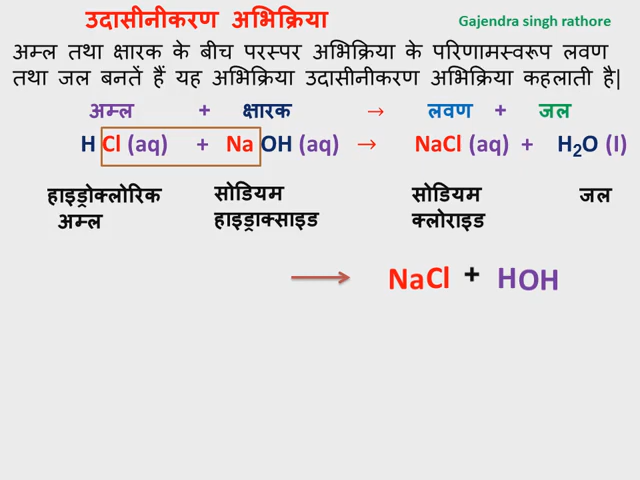 उदासीनीकरण अभिक्रिया
Gajendra singh rathore
अम्ल तथा क्षारक के बीच परस्पर अभिक्रिया के परिणामस्वरूप लवण
तथा जल बनतें हैं यह अभिक्रिया उदासीनीकरण अभिक्रिया कहलाती है|
अम्ल + क्षारक → लवण + जल
H Cl (aq) + Na OH (aq) → NaCl (aq) + H₂O (l)
हाइड्रोक्लोरिक सोडियम सोडियम जल
अम्ल हाइड्राक्साइड क्लोराइड
→ NaCl + HOH